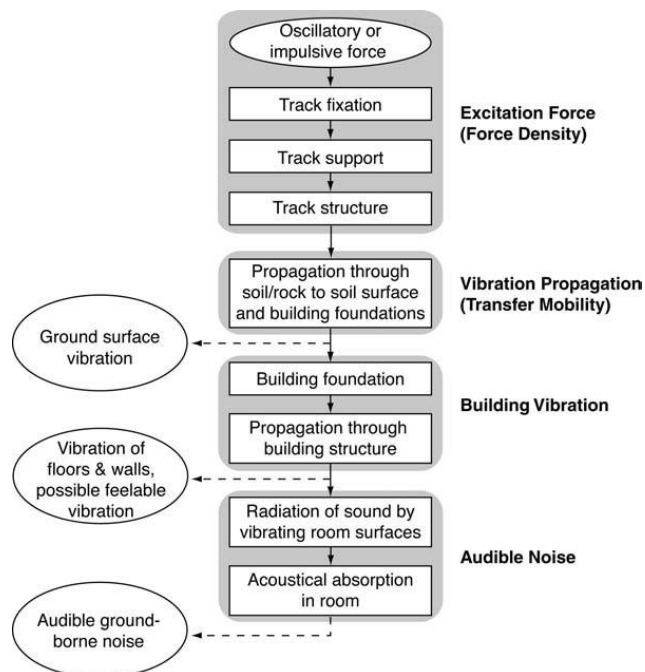 Oscillatory or
impulsive force
Track fixation
Excitation Force
(Force Density)
Track support
Track structure
Propagation through
soil/rock to soil surface
and building foundations
Vibration Propagation
(Transfer Mobility)
Ground surface
vibration
Building foundation
Building Vibration
Propagation through
building structure
Vibration of
floors & walls,
possible feelable
vibration
Radiation of sound by
vibrating room surfaces
Audible Noise
Acoustical absorption
in room
Audible ground-
borne noise